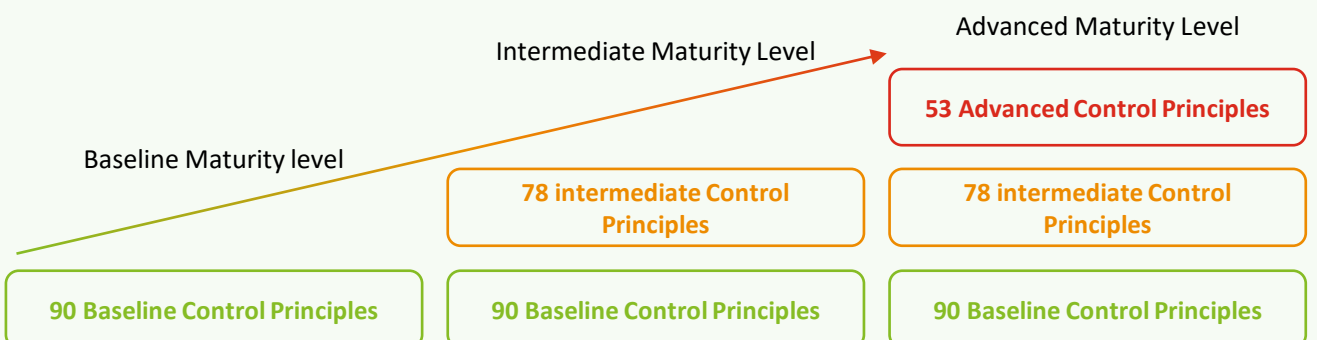 Advanced Maturity Level
Intermediate Maturity Level
53 Advanced Control Principles
Baseline Maturity level
78 intermediate Control
Principles
78 intermediate Control
Principles
90 Baseline Control Principles
90 Baseline Control Principles
90 Baseline Control Principles